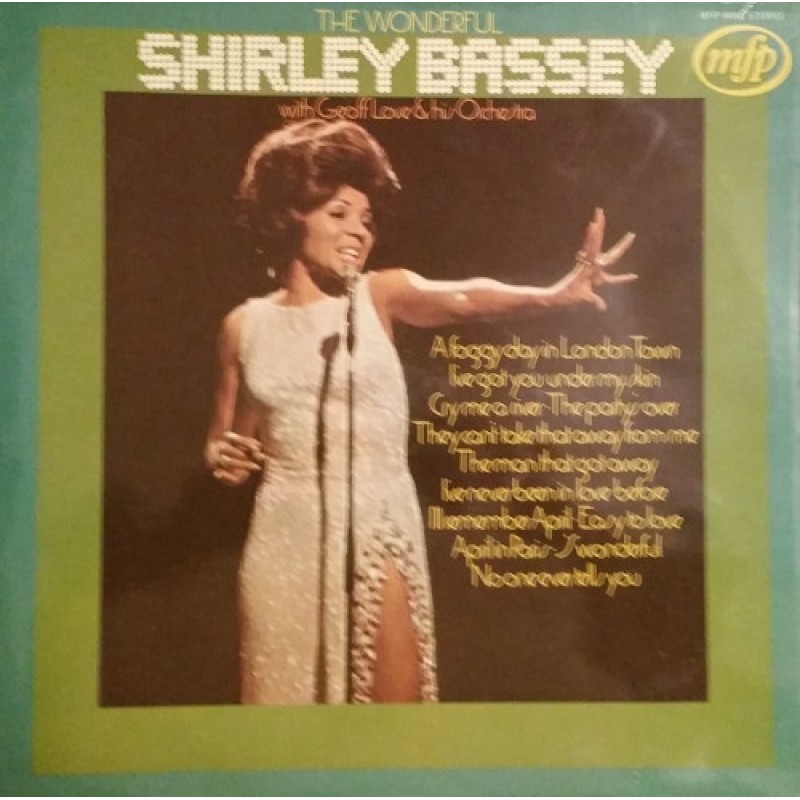 THE WONDERFUL
SHIRLEY BASSEY
with Geoff Love & his Orchestra
MFP STEREO
mfp
A foggy day in London Town
I've got you under my skin
Cry me a river · The party's over
They can't take that away from me
The man that got away
I've never been in love before
I'll remember April · Easy to love
April in Paris · 'S wonderful
No one ever tells you